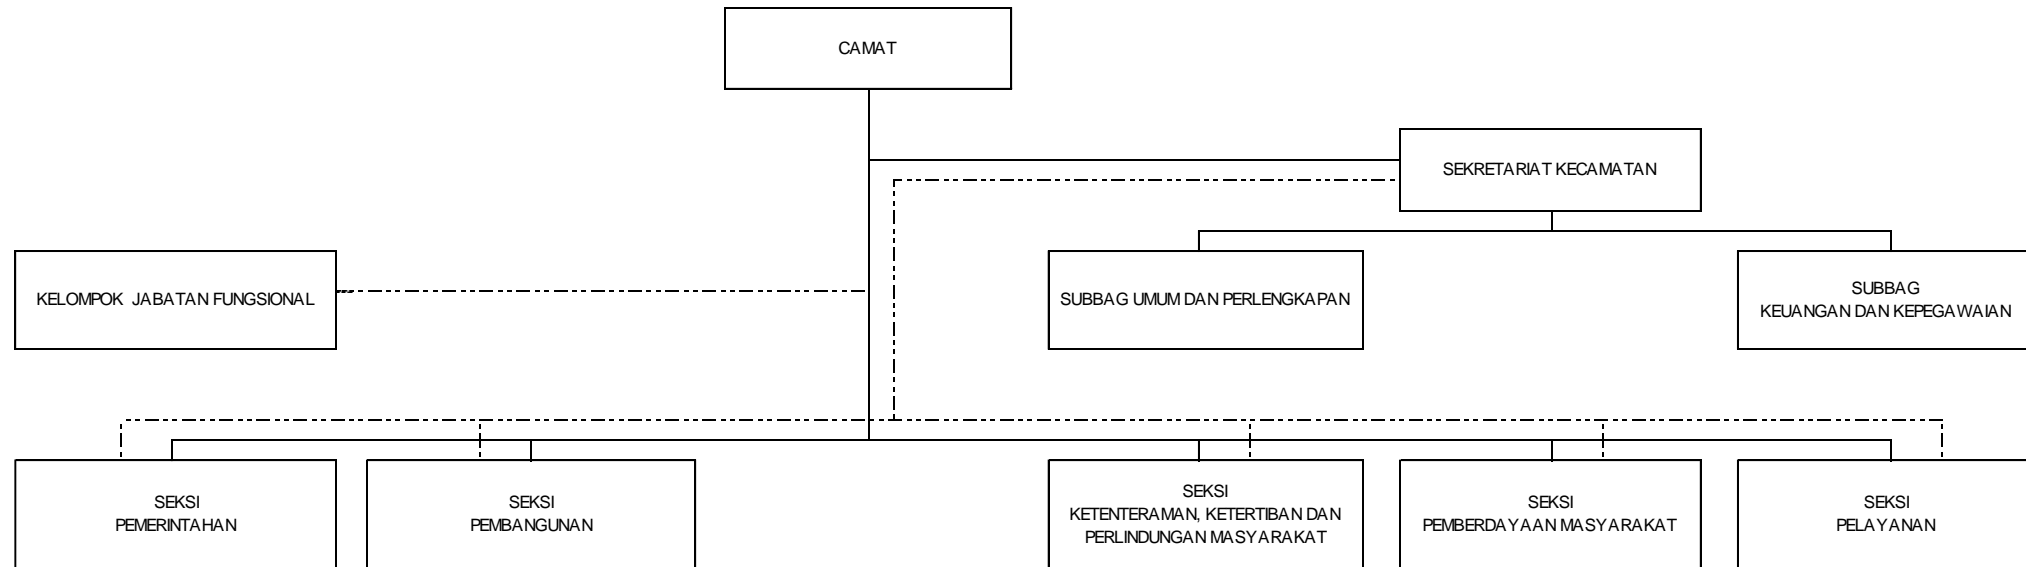 CAMAT
SEKRETARIAT KECAMATAN
KELOMPOK JABATAN FUNGSIONAL
SUBBAG UMUM DAN PERLENGKAPAN
SUBBAG
KEUANGAN DAN KEPEGAWAIAN
SEKSI
PEMERINTAHAN
SEKSI
PEMBANGUNAN
SEKSI
KETENTERAMAN, KETERTIBAN DAN
PERLINDUNGAN MASYARAKAT
SEKSI
PEMBERDAYAAN MASYARAKAT
SEKSI
PELAYANAN